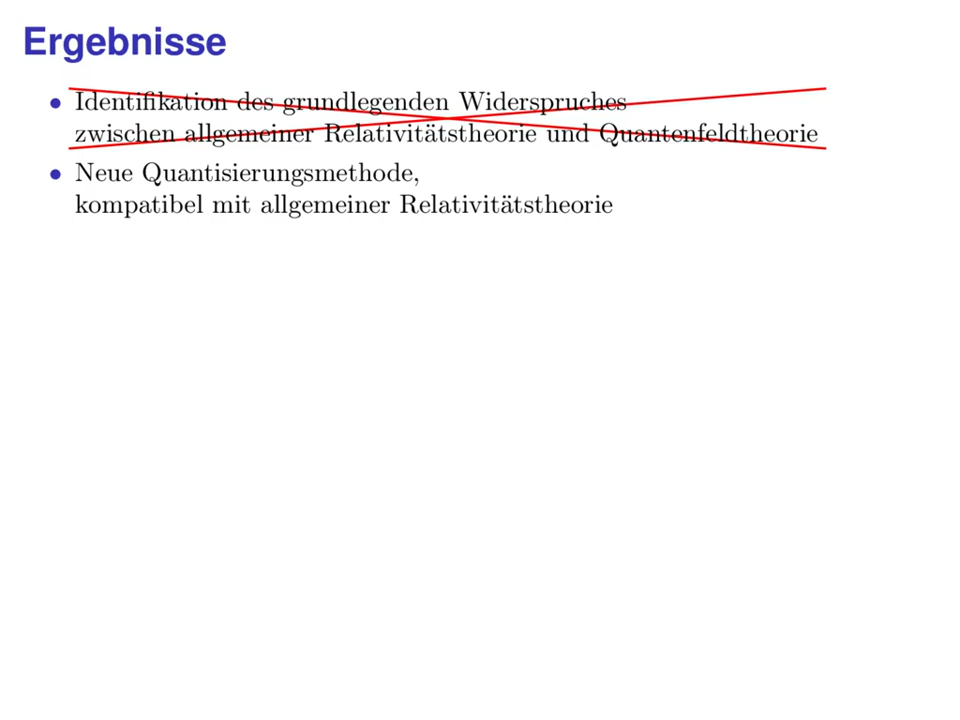 Ergebnisse
• Identifikation des grundlegenden Widerspruches
zwischen allgemeiner Relativitätstheorie und Quantenfeldtheorie
• Neue Quantisierungsmethode,
kompatibel mit allgemeiner Relativitätstheorie